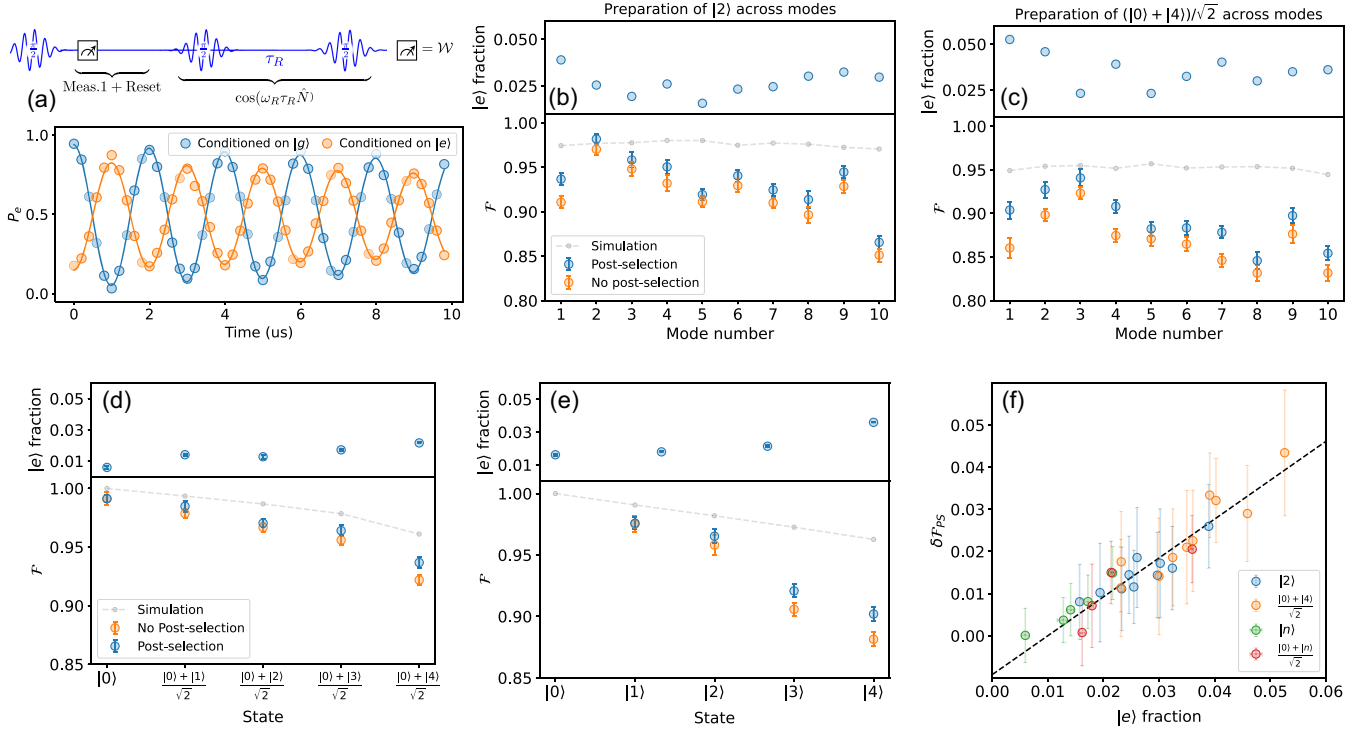 π/2
π/2
π/2
= 𝒲
τ_R
Meas.1 + Reset
cos(ω_R τ_R N̂)
(a)
Conditioned on |g⟩
Conditioned on |e⟩
P_e
1.0
0.5
0.0
0
2
4
6
8
10
Time (us)
Preparation of |2⟩ across modes
(b)
|e⟩ fraction
0.050
0.025
ℱ
1.00
0.95
0.90
0.85
0.80
Simulation
Post-selection
No post-selection
1 2 3 4 5 6 7 8 9 10
Mode number
Preparation of (|0⟩ + |4⟩)/√2 across modes
(c)
|e⟩ fraction
0.050
0.025
ℱ
1.00
0.95
0.90
0.85
0.80
1 2 3 4 5 6 7 8 9 10
Mode number
(d)
|e⟩ fraction
0.05
0.03
0.01
ℱ
1.00
0.95
0.90
0.85
Simulation
No Post-selection
Post-selection
|0⟩ (|0⟩ + |1⟩)/√2 (|0⟩ + |2⟩)/√2 (|0⟩ + |3⟩)/√2 (|0⟩ + |4⟩)/√2
State
(e)
|e⟩ fraction
0.05
0.03
0.01
ℱ
1.00
0.95
0.90
0.85
|0⟩ |1⟩ |2⟩ |3⟩ |4⟩
State
(f)
δℱ_PS
0.05
0.04
0.03
0.02
0.01
0.00
|2⟩
(|0⟩ + |4⟩)/√2
|n⟩
(|0⟩ + |n⟩)/√2
0.00 0.01 0.02 0.03 0.04 0.05 0.06
|e⟩ fraction